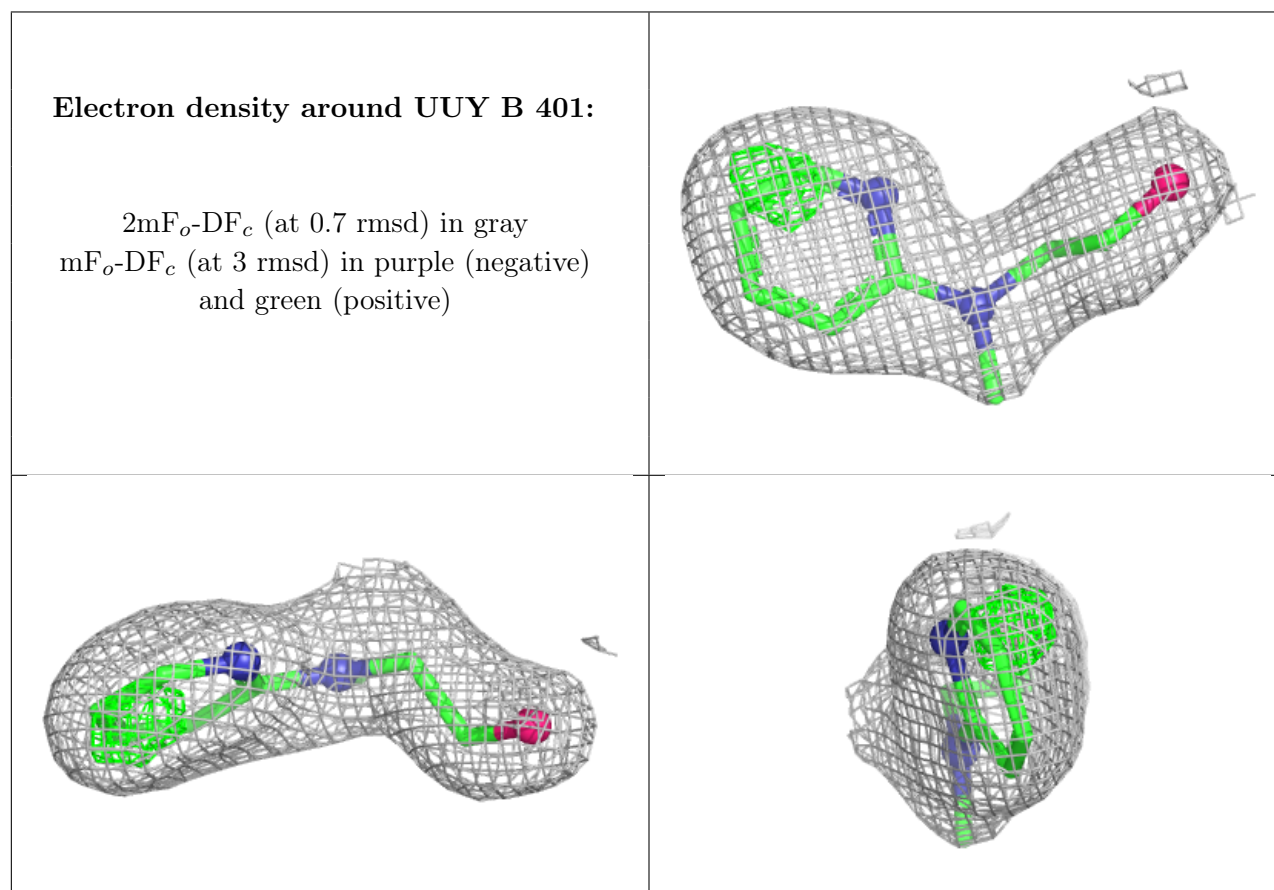 Electron density around UUY B 401:
2mFo-DFc (at 0.7 rmsd) in gray
mFo-DFc (at 3 rmsd) in purple (negative)
and green (positive)